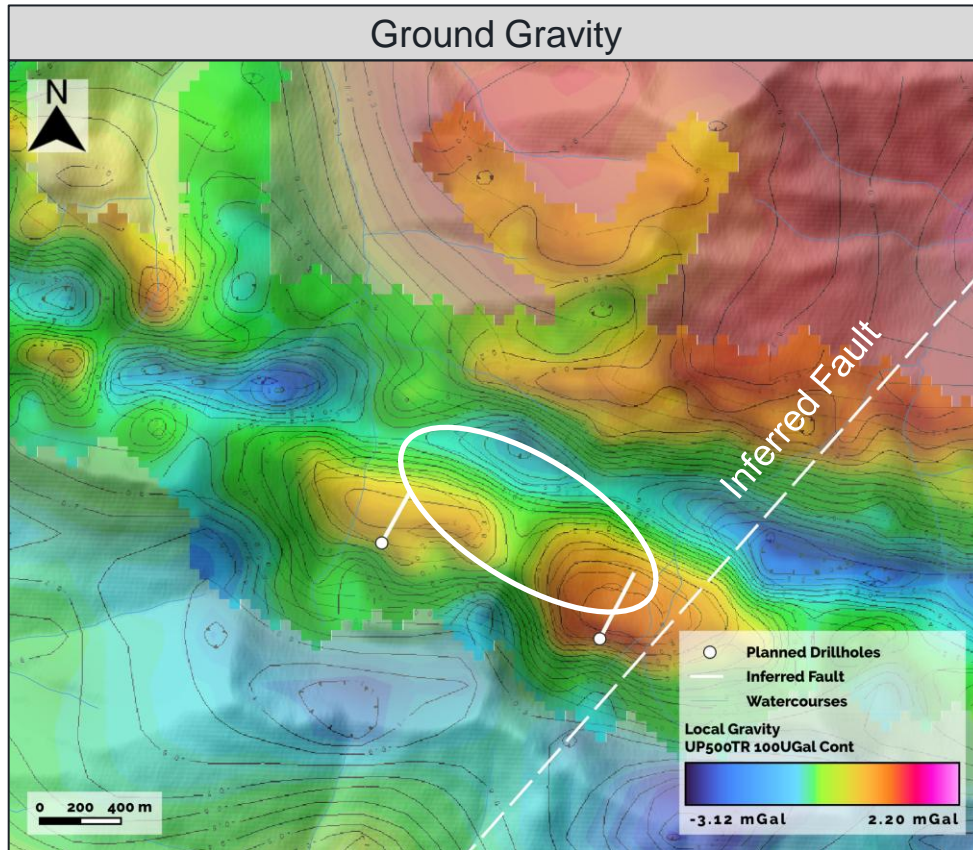 Ground Gravity
N
Inferred Fault
Planned Drillholes
Inferred Fault
Watercourses
Local Gravity
UP500TR 100UGal Cont
-3.12 mGal 2.20 mGal
0 200 400 m